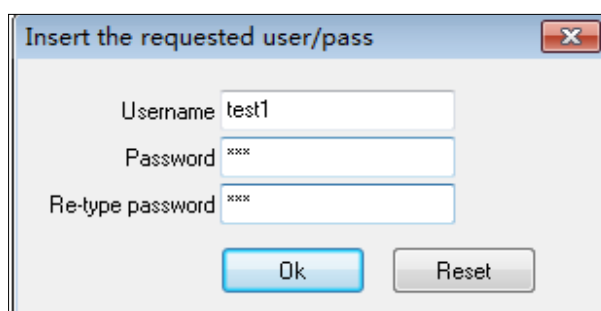 Insert the requested user/pass
Username test1
Password ***
Re-type password ***
Ok Reset